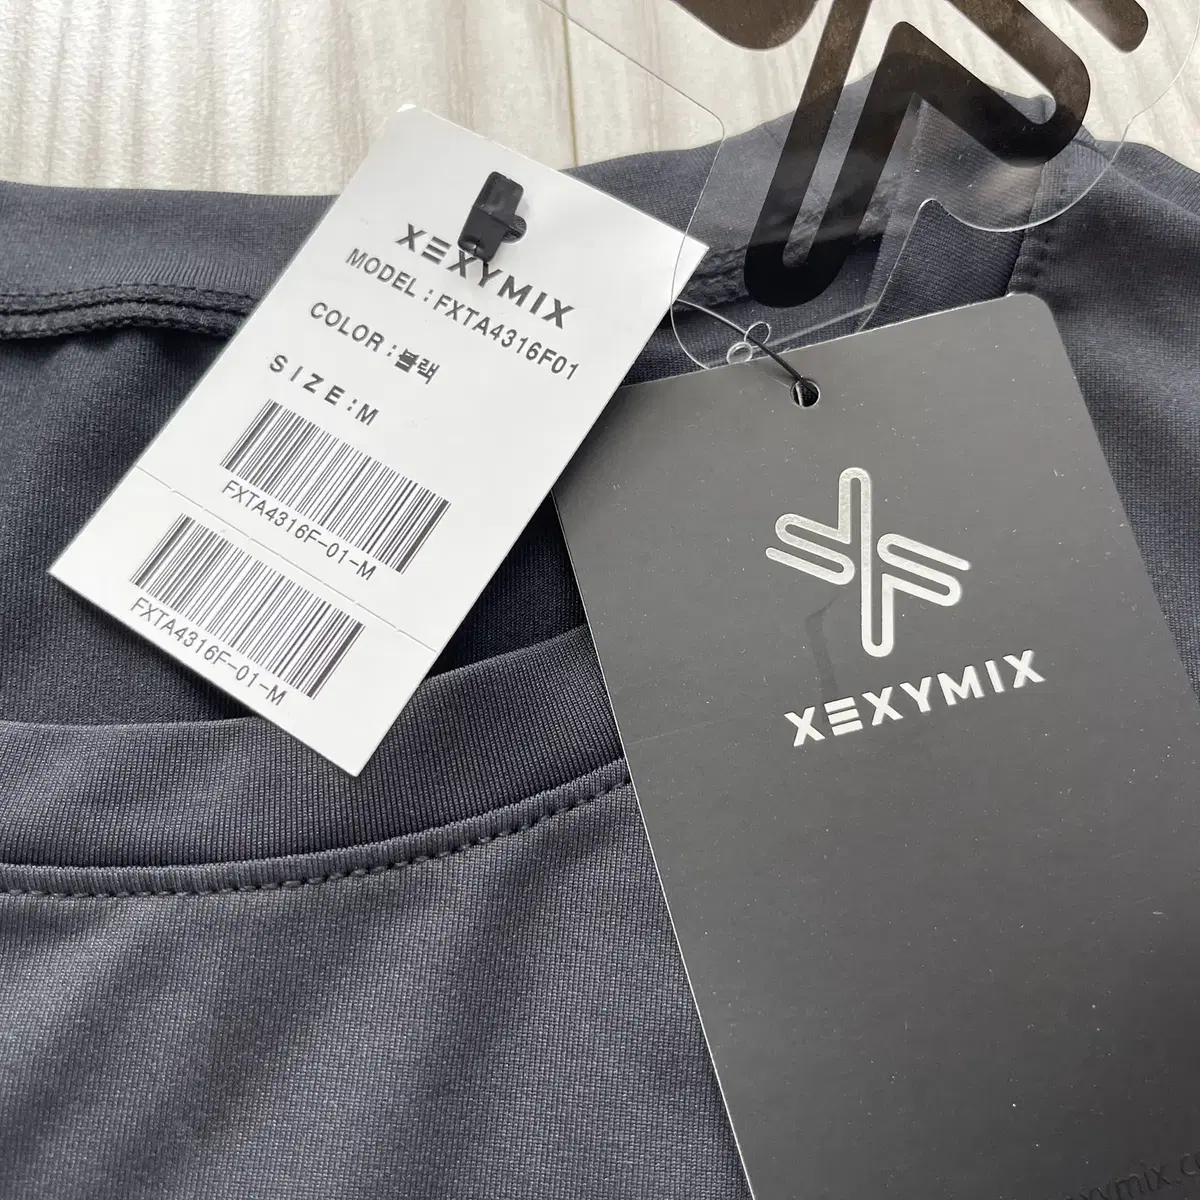 XEXYMIX
MODEL : FXTA4316F01
COLOR : 블랙
SIZE : M
FXTA4316F-01-M
FXTA4316F-01-M
XEXYMIX